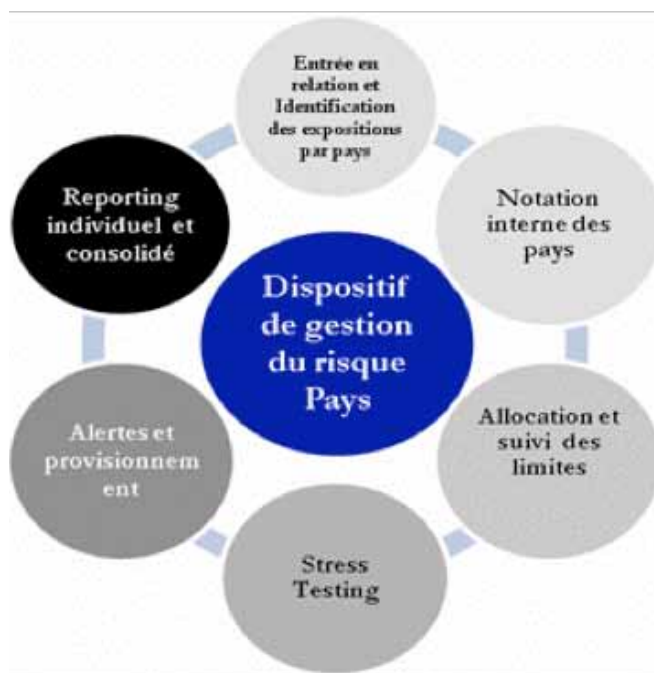 Entrée en
relation et
Identification
des expositions
par pays
Notation
interne des
pays
Allocation et
suivi des
limites
Stress
Testing
Alertes et
provisionnem
ent
Reporting
individuel et
consolidé
Dispositif
de gestion
du risque
Pays